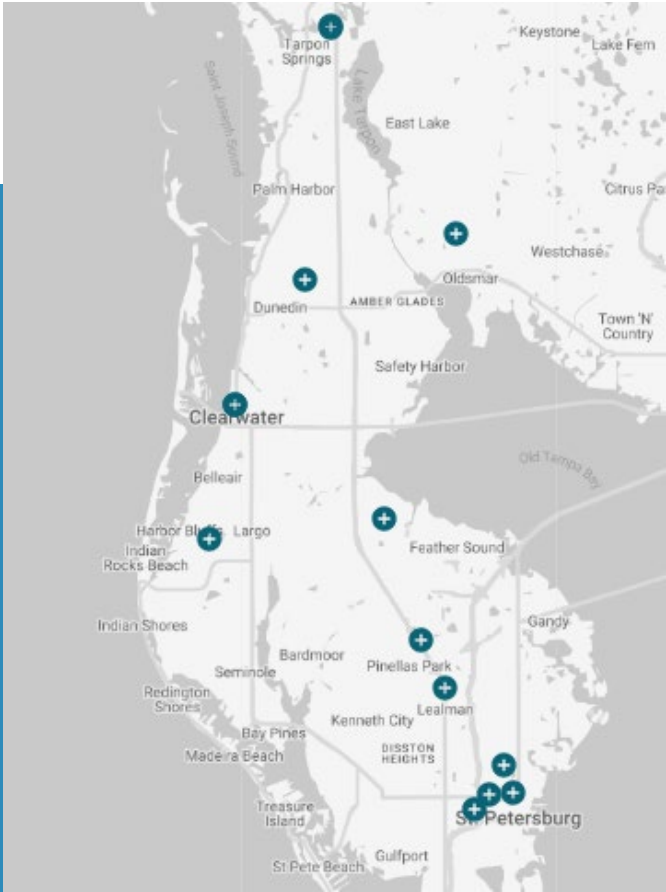 Tarpon
Springs
Keystone
Lake Fern
Saint Joseph Sound
Lake Tarpon
East Lake
Palm Harbor
Citrus Pa
Westchase
Oldsmar
Dunedin
AMBER GLADES
Town 'N'
Country
Safety Harbor
Clearwater
Old Tampa Bay
Belleair
Harbor Bluffs
Largo
Feather Sound
Indian
Rocks Beach
Indian Shores
Gandy
Bardmoor
Pinellas Park
Seminole
Redington
Shores
Lealman
Kenneth City
Bay Pines
Madeira Beach
DISSTON
HEIGHTS
Treasure
Island
St. Petersburg
Gulfport
St Pete Beach